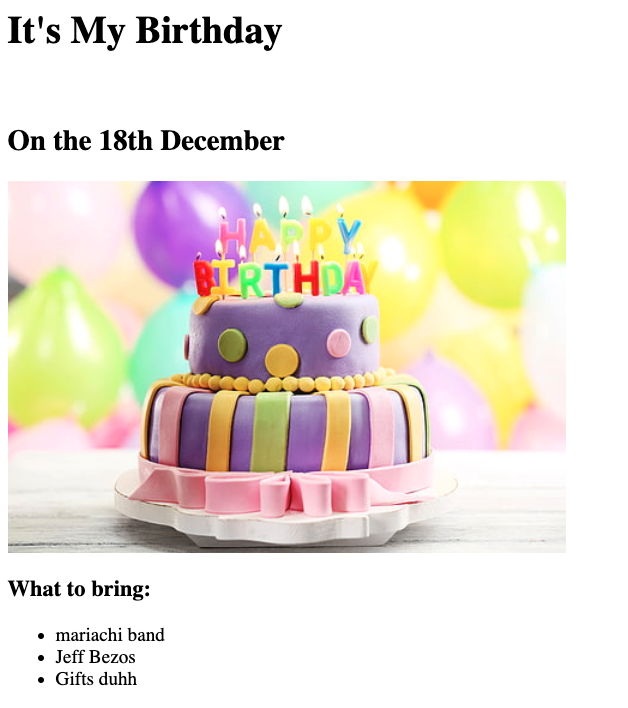 It's My Birthday
On the 18th December
HAPPY
BIRTHDAY
What to bring:
mariachi band
Jeff Bezos
Gifts duhh